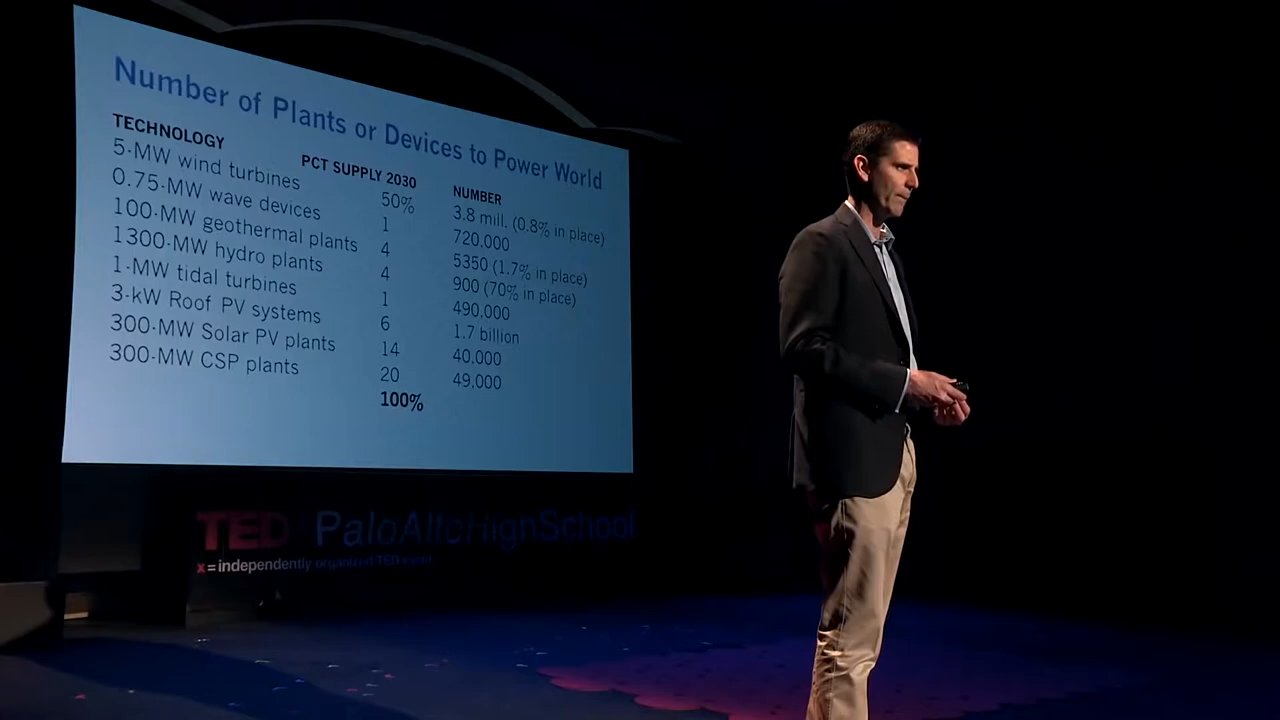 Number of Plants or Devices to Power World
TECHNOLOGY PCT SUPPLY 2030 NUMBER
5-MW wind turbines 50% 3.8 mill. (0.8% in place)
0.75-MW wave devices 1 720.000
100-MW geothermal plants 4 5350 (1.7% in place)
1300-MW hydro plants 4 900 (70% in place)
1-MW tidal turbines 1 490.000
3-kW Roof PV systems 6 1.7 billion
300-MW Solar PV plants 14 40.000
300-MW CSP plants 20 49.000
100%
TEDx PaloAltoHighSchool
x = independently organized TED event